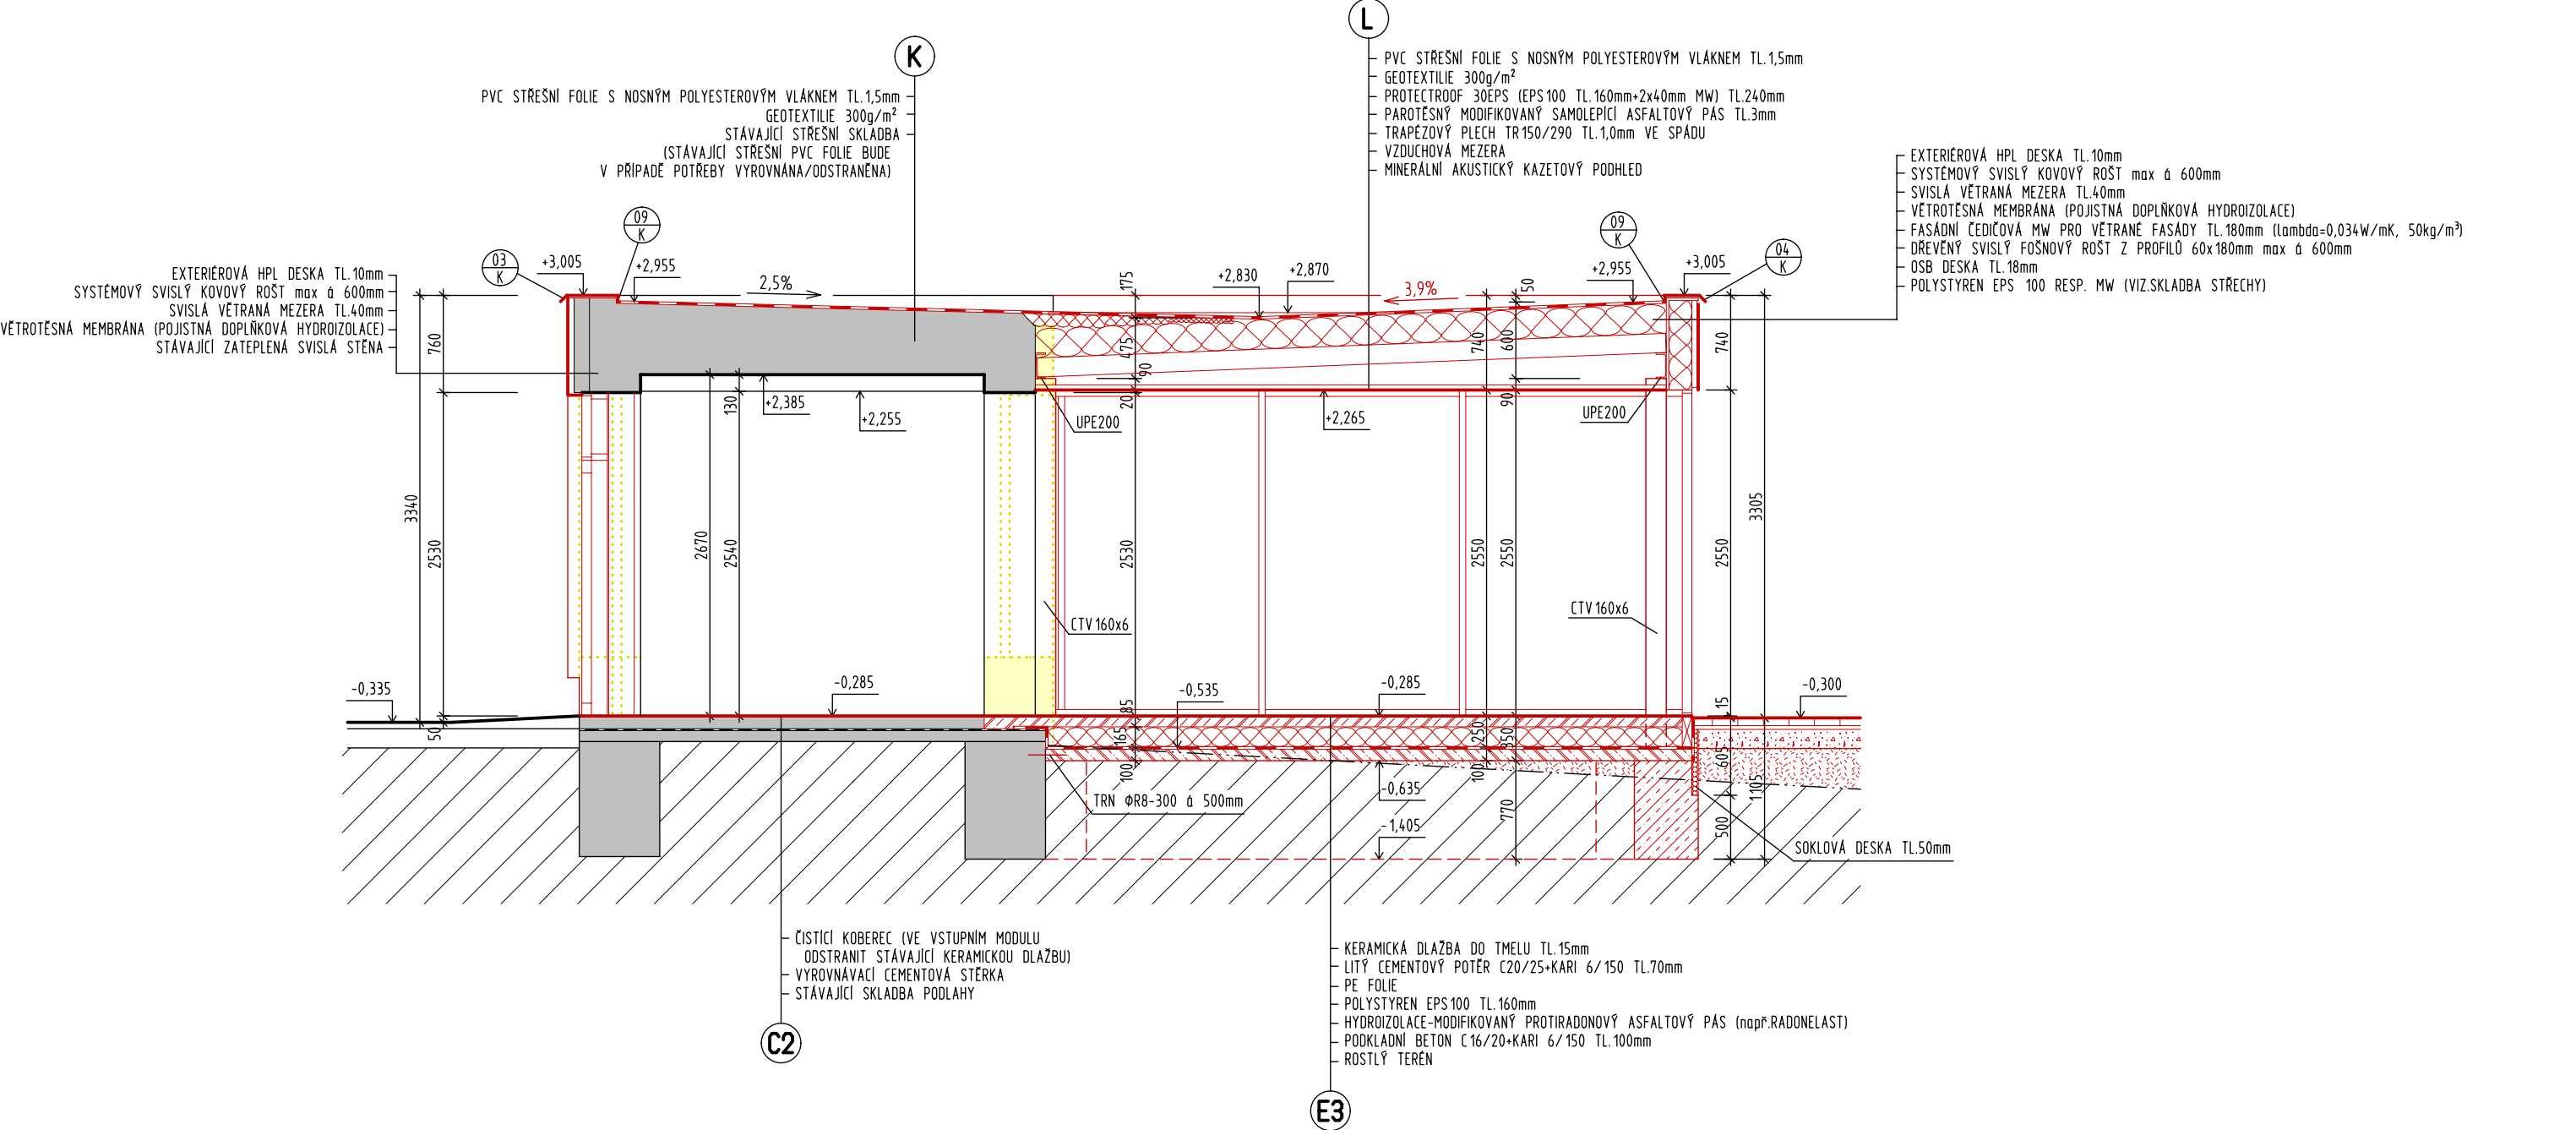 L
K
PVC STŘEŠNÍ FOLIE S NOSNÝM POLYESTEROVÝM VLÁKNEM TL.1,5mm
GEOTEXTILIE 300g/m²
STÁVAJÍCÍ STŘEŠNÍ SKLADBA
(STÁVAJÍCÍ STŘEŠNÍ PVC FOLIE BUDE
V PŘÍPADĚ POTŘEBY VYROVNÁNA/ODSTRANĚNA)
PVC STŘEŠNÍ FOLIE S NOSNÝM POLYESTEROVÝM VLÁKNEM TL.1,5mm
GEOTEXTILIE 300g/m²
PROTECTROOF 30EPS (EPS100 TL.160mm+2x40mm MW) TL.240mm
PAROTĚSNÝ MODIFIKOVANÝ SAMOLEPÍCÍ ASFALTOVÝ PÁS TL.3mm
TRAPÉZOVÝ PLECH TR150/290 TL.1,0mm VE SPÁDU
VZDUCHOVÁ MEZERA
MINERÁLNÍ AKUSTICKÝ KAZETOVÝ PODHLED
EXTERIÉROVÁ HPL DESKA TL.10mm
SYSTÉMOVÝ SVISLÝ KOVOVÝ ROŠT max á 600mm
SVISLÁ VĚTRANÁ MEZERA TL.40mm
VĚTROTĚSNÁ MEMBRÁNA (POJISTNÁ DOPLŇKOVÁ HYDROIZOLACE)
FASÁDNÍ ČEDIČOVÁ MW PRO VĚTRANÉ FASÁDY TL.180mm (lambda=0,034W/mK, 50kg/m³)
DŘEVĚNÝ SVISLÝ FOŠNOVÝ ROŠT Z PROFILŮ 60x180mm max á 600mm
OSB DESKA TL.18mm
POLYSTYREN EPS 100 RESP. MW (VIZ.SKLADBA STŘECHY)
EXTERIÉROVÁ HPL DESKA TL.10mm
SYSTÉMOVÝ SVISLÝ KOVOVÝ ROŠT max á 600mm
SVISLÁ VĚTRANÁ MEZERA TL.40mm
VĚTROTĚSNÁ MEMBRÁNA (POJISTNÁ DOPLŇKOVÁ HYDROIZOLACE)
STÁVAJÍCÍ ZATEPLENÁ SVISLÁ STĚNA
03
K
09
K
09
K
04
K
+3,005
+2,955
2,5%
175
+2,830
+2,870
3,9%
50
+2,955
+3,005
760
475
740
600
740
90
20
90
130
+2,385
+2,255
UPE200
+2,265
UPE200
3340
2530
2670
2540
2530
2550
2550
2550
3305
CTV160x6
CTV160x6
-0,335
-0,285
-0,535
-0,285
-0,300
50
85
165
100
250
350
100
770
15
605
1105
500
-0,635
-1,405
TRN ΦR8-300 á 500mm
SOKLOVÁ DESKA TL.50mm
ČISTÍCÍ KOBEREC (VE VSTUPNÍM MODULU
ODSTRANIT STÁVAJÍCÍ KERAMICKOU DLAŽBU)
VYROVNÁVACÍ CEMENTOVÁ STĚRKA
STÁVAJÍCÍ SKLADBA PODLAHY
C2
KERAMICKÁ DLAŽBA DO TMELU TL.15mm
LITÝ CEMENTOVÝ POTĚR C20/25+KARI 6/150 TL.70mm
PE FOLIE
POLYSTYREN EPS100 TL.160mm
HYDROIZOLACE-MODIFIKOVANÝ PROTIRADONOVÝ ASFALTOVÝ PÁS (např.RADONELAST)
PODKLADNÍ BETON C16/20+KARI 6/150 TL.100mm
ROSTLÝ TERÉN
E3